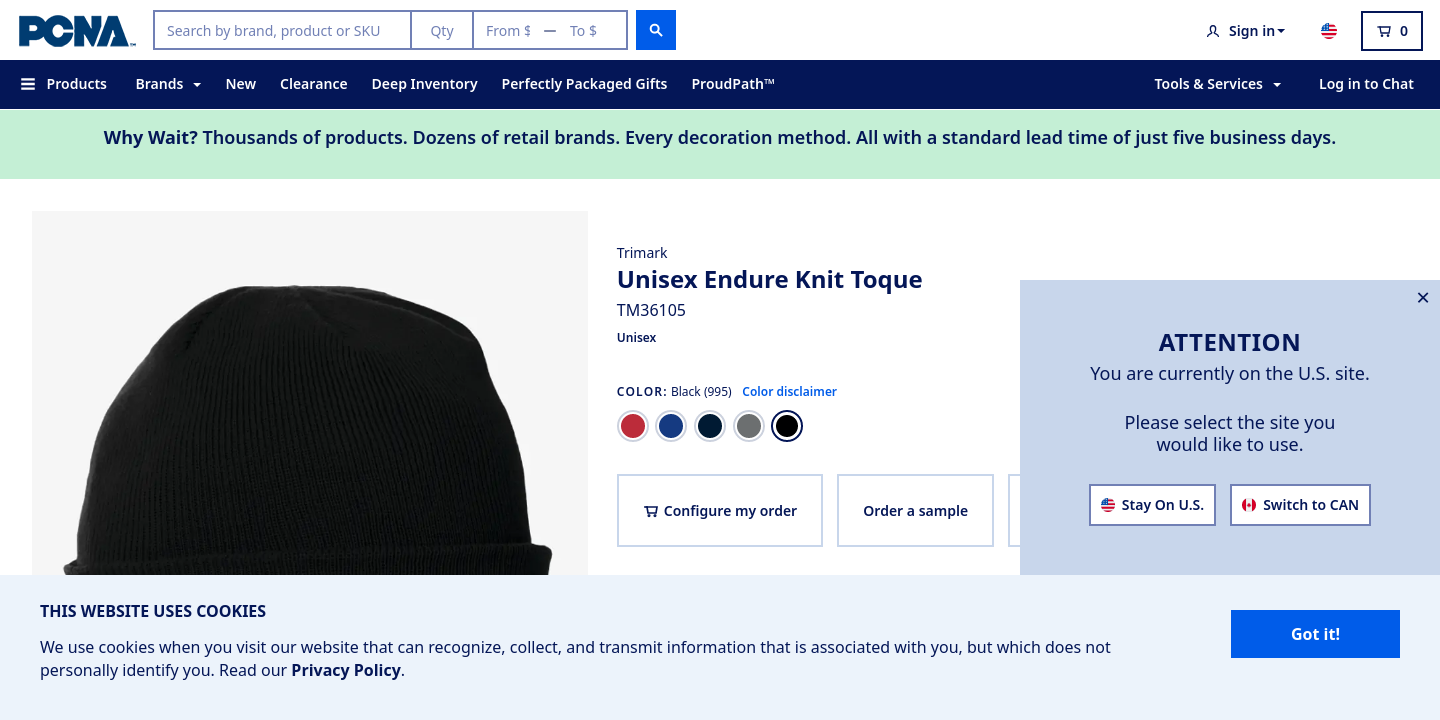 PCNA™
Search by brand, product or SKU
Qty
From $ — To $
Sign in
0
Products
Brands
New
Clearance
Deep Inventory
Perfectly Packaged Gifts
ProudPath™
Tools & Services
Log in to Chat
Why Wait? Thousands of products. Dozens of retail brands. Every decoration method. All with a standard lead time of just five business days.
Trimark
Unisex Endure Knit Toque
TM36105
Unisex
COLOR: Black (995) Color disclaimer
Configure my order
Order a sample
ATTENTION
You are currently on the U.S. site.
Please select the site you
would like to use.
Stay On U.S.
Switch to CAN
THIS WEBSITE USES COOKIES
We use cookies when you visit our website that can recognize, collect, and transmit information that is associated with you, but which does not
personally identify you. Read our Privacy Policy.
Got it!